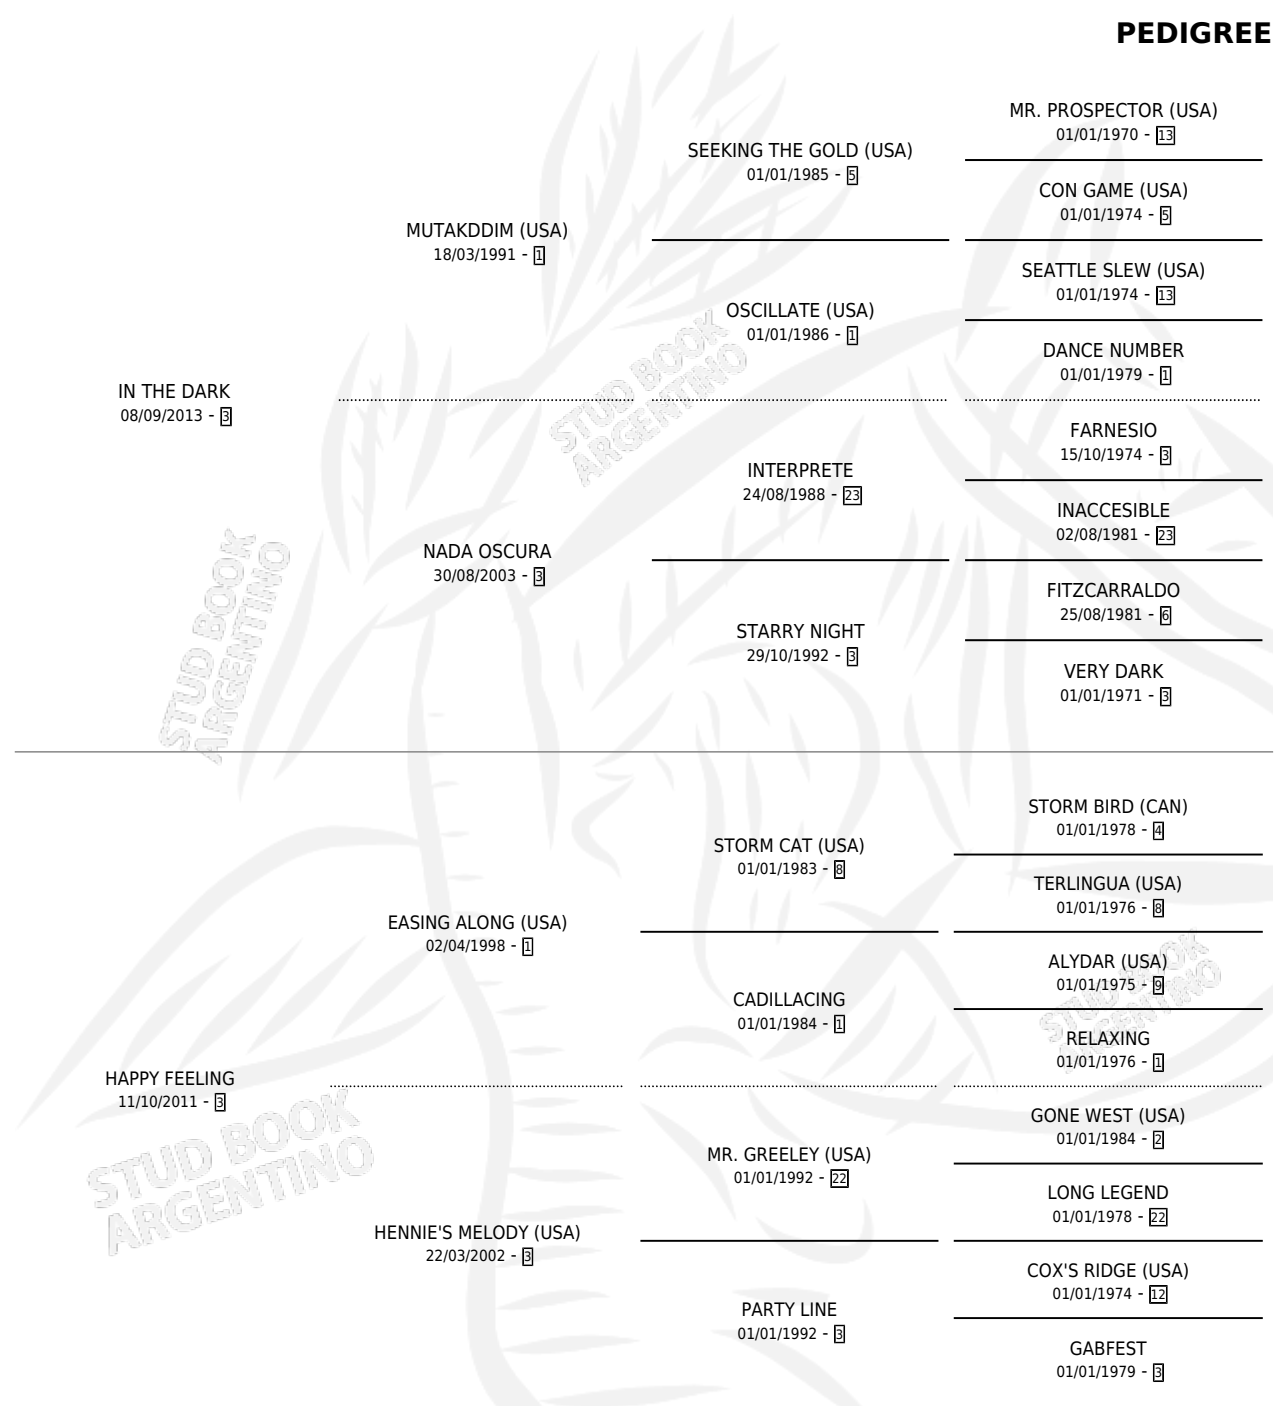 PEDIGREE
MR. PROSPECTOR (USA)
01/01/1970 - 13
SEEKING THE GOLD (USA)
01/01/1985 - 5
CON GAME (USA)
01/01/1974 - 5
MUTAKDDIM (USA)
18/03/1991 - 1
SEATTLE SLEW (USA)
01/01/1974 - 13
OSCILLATE (USA)
01/01/1986 - 1
DANCE NUMBER
01/01/1979 - 1
IN THE DARK
08/09/2013 - 3
FARNESIO
15/10/1974 - 3
INTERPRETE
24/08/1988 - 23
INACCESIBLE
02/08/1981 - 23
NADA OSCURA
30/08/2003 - 3
FITZCARRALDO
25/08/1981 - 6
STARRY NIGHT
29/10/1992 - 3
VERY DARK
01/01/1971 - 3
STORM BIRD (CAN)
01/01/1978 - 4
STORM CAT (USA)
01/01/1983 - 8
TERLINGUA (USA)
01/01/1976 - 8
EASING ALONG (USA)
02/04/1998 - 1
ALYDAR (USA)
01/01/1975 - 9
CADILLACING
01/01/1984 - 1
RELAXING
01/01/1976 - 1
HAPPY FEELING
11/10/2011 - 3
GONE WEST (USA)
01/01/1984 - 2
MR. GREELEY (USA)
01/01/1992 - 22
LONG LEGEND
01/01/1978 - 22
HENNIE'S MELODY (USA)
22/03/2002 - 3
COX'S RIDGE (USA)
01/01/1974 - 12
PARTY LINE
01/01/1992 - 3
GABFEST
01/01/1979 - 3
STUD BOOK
ARGENTINO
STUD BOOK
ARGENTINO
STUD BOOK
ARGENTINO
STUD BOOK
ARGENTINO